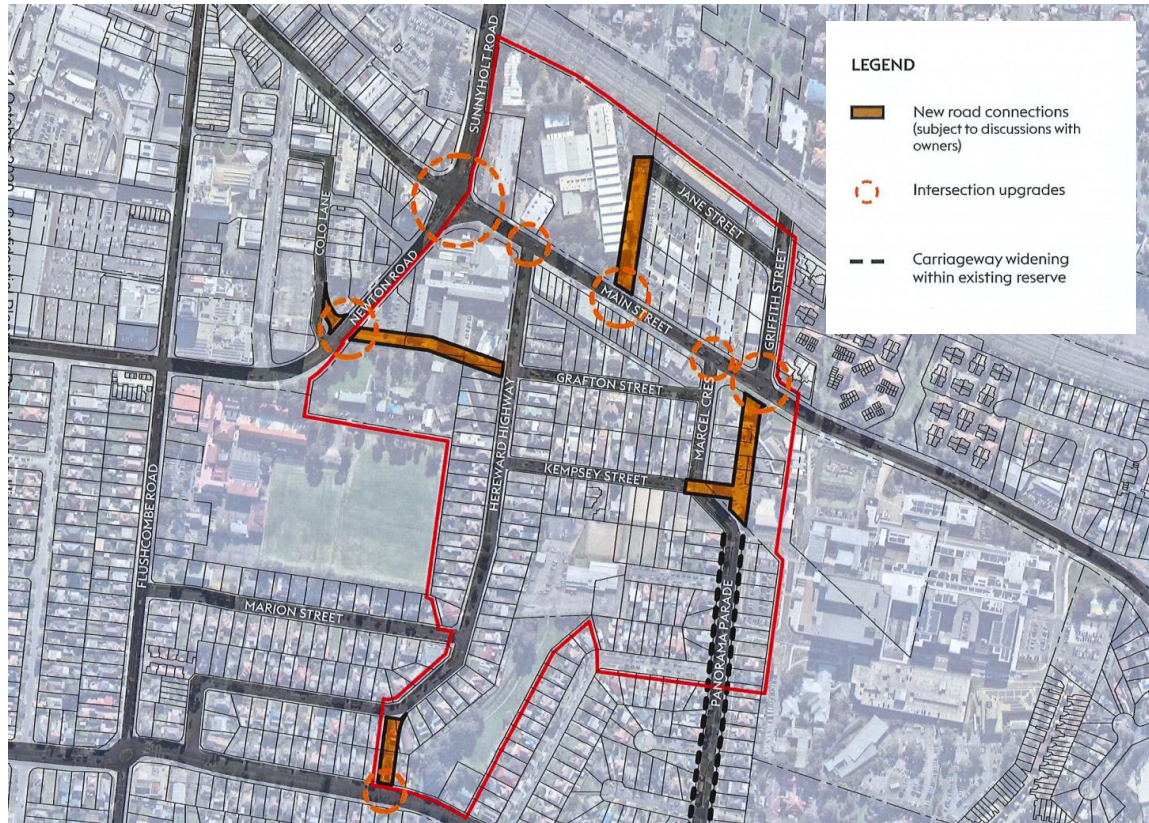 LEGEND
New road connections
(subject to discussions with
owners)
Intersection upgrades
Carriageway widening
within existing reserve
SUNNYHOLT ROAD
COLO LANE
NEWTON ROAD
JANE STREET
MAIN STREET
GRIFFITH STREET
GRAFTON STREET
MARCEL CRES
HEREWARD HIGHWAY
KEMPSEY STREET
FLUSHCOMBE ROAD
MARION STREET
PANORAMA PARADE